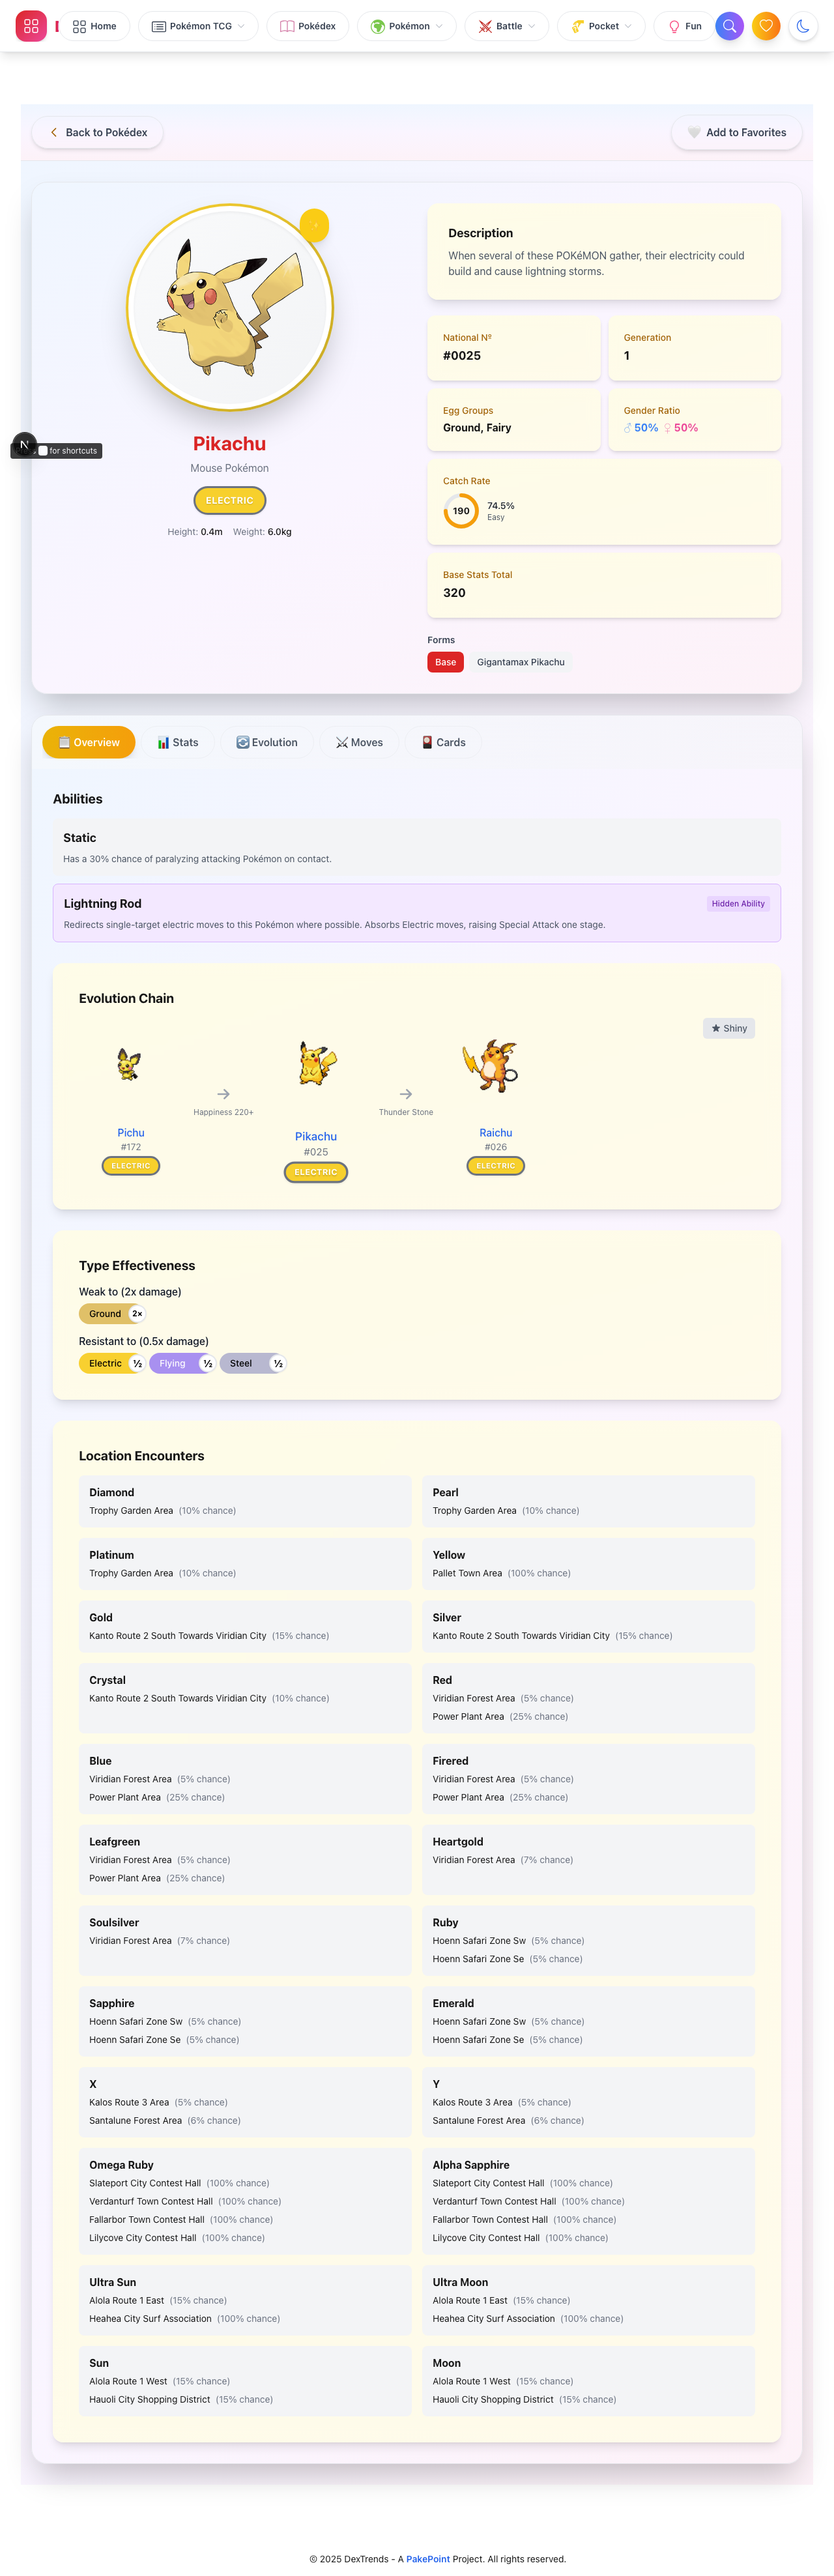 Home
Pokémon TCG
Pokédex
Pokémon
Battle
Pocket
Fun
Back to Pokédex
Add to Favorites
Description
When several of these POKéMON gather, their electricity could
build and cause lightning storms.
National Nº
#0025
Generation
1
Egg Groups
Ground, Fairy
Gender Ratio
♂ 50% ♀ 50%
N
for shortcuts
Pikachu
Mouse Pokémon
ELECTRIC
Height: 0.4m Weight: 6.0kg
Catch Rate
190
74.5%
Easy
Base Stats Total
320
Forms
Base
Gigantamax Pikachu
Overview
Stats
Evolution
Moves
Cards
Abilities
Static
Has a 30% chance of paralyzing attacking Pokémon on contact.
Lightning Rod
Hidden Ability
Redirects single-target electric moves to this Pokémon where possible. Absorbs Electric moves, raising Special Attack one stage.
Evolution Chain
Shiny
Happiness 220+
Thunder Stone
Pichu
#172
ELECTRIC
Pikachu
#025
ELECTRIC
Raichu
#026
ELECTRIC
Type Effectiveness
Weak to (2x damage)
Ground 2×
Resistant to (0.5x damage)
Electric ½ Flying ½ Steel ½
Location Encounters
Diamond
Trophy Garden Area (10% chance)
Pearl
Trophy Garden Area (10% chance)
Platinum
Trophy Garden Area (10% chance)
Yellow
Pallet Town Area (100% chance)
Gold
Kanto Route 2 South Towards Viridian City (15% chance)
Silver
Kanto Route 2 South Towards Viridian City (15% chance)
Crystal
Kanto Route 2 South Towards Viridian City (10% chance)
Red
Viridian Forest Area (5% chance)
Power Plant Area (25% chance)
Blue
Viridian Forest Area (5% chance)
Power Plant Area (25% chance)
Firered
Viridian Forest Area (5% chance)
Power Plant Area (25% chance)
Leafgreen
Viridian Forest Area (5% chance)
Power Plant Area (25% chance)
Heartgold
Viridian Forest Area (7% chance)
Soulsilver
Viridian Forest Area (7% chance)
Ruby
Hoenn Safari Zone Sw (5% chance)
Hoenn Safari Zone Se (5% chance)
Sapphire
Hoenn Safari Zone Sw (5% chance)
Hoenn Safari Zone Se (5% chance)
Emerald
Hoenn Safari Zone Sw (5% chance)
Hoenn Safari Zone Se (5% chance)
X
Kalos Route 3 Area (5% chance)
Santalune Forest Area (6% chance)
Y
Kalos Route 3 Area (5% chance)
Santalune Forest Area (6% chance)
Omega Ruby
Slateport City Contest Hall (100% chance)
Verdanturf Town Contest Hall (100% chance)
Fallarbor Town Contest Hall (100% chance)
Lilycove City Contest Hall (100% chance)
Alpha Sapphire
Slateport City Contest Hall (100% chance)
Verdanturf Town Contest Hall (100% chance)
Fallarbor Town Contest Hall (100% chance)
Lilycove City Contest Hall (100% chance)
Ultra Sun
Alola Route 1 East (15% chance)
Heahea City Surf Association (100% chance)
Ultra Moon
Alola Route 1 East (15% chance)
Heahea City Surf Association (100% chance)
Sun
Alola Route 1 West (15% chance)
Hauoli City Shopping District (15% chance)
Moon
Alola Route 1 West (15% chance)
Hauoli City Shopping District (15% chance)
© 2025 DexTrends - A PakePoint Project. All rights reserved.